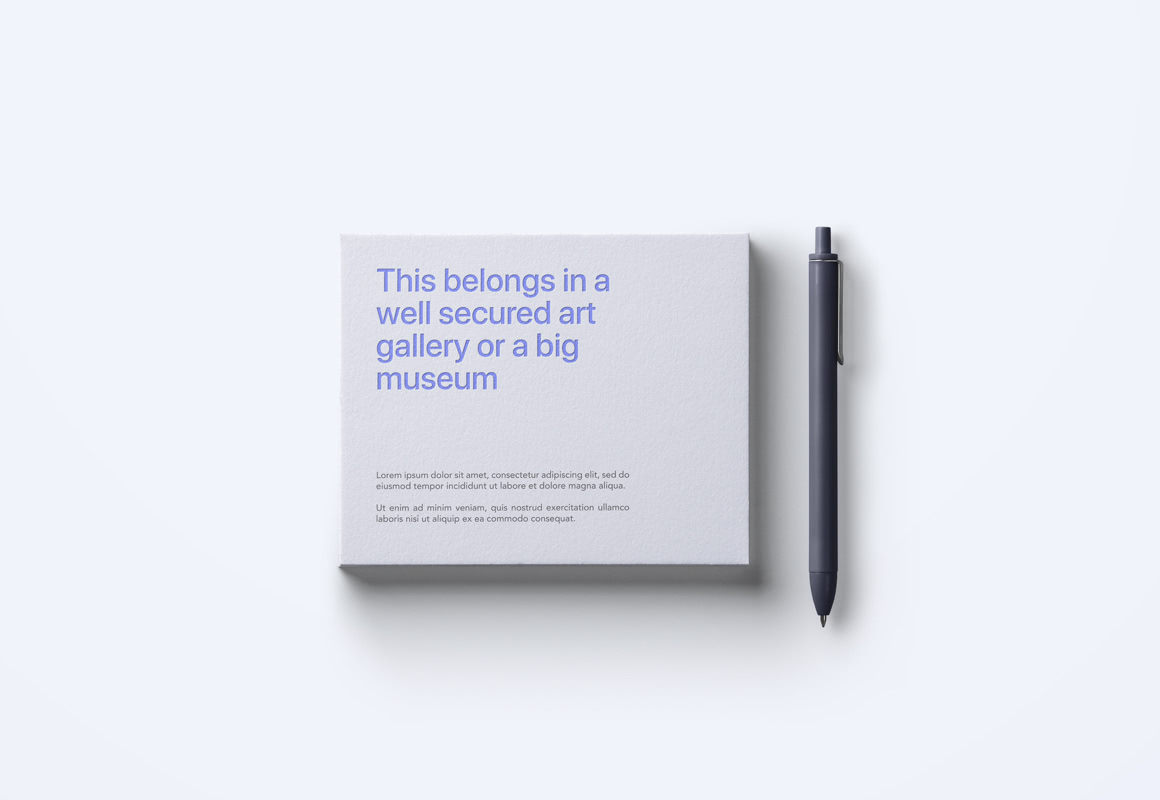 This belongs in a
well secured art
gallery or a big
museum
Lorem ipsum dolor sit amet, consectetur adipiscing elit, sed do
eiusmod tempor incididunt ut labore et dolore magna aliqua.
Ut enim ad minim veniam, quis nostrud exercitation ullamco
laboris nisi ut aliquip ex ea commodo consequat.